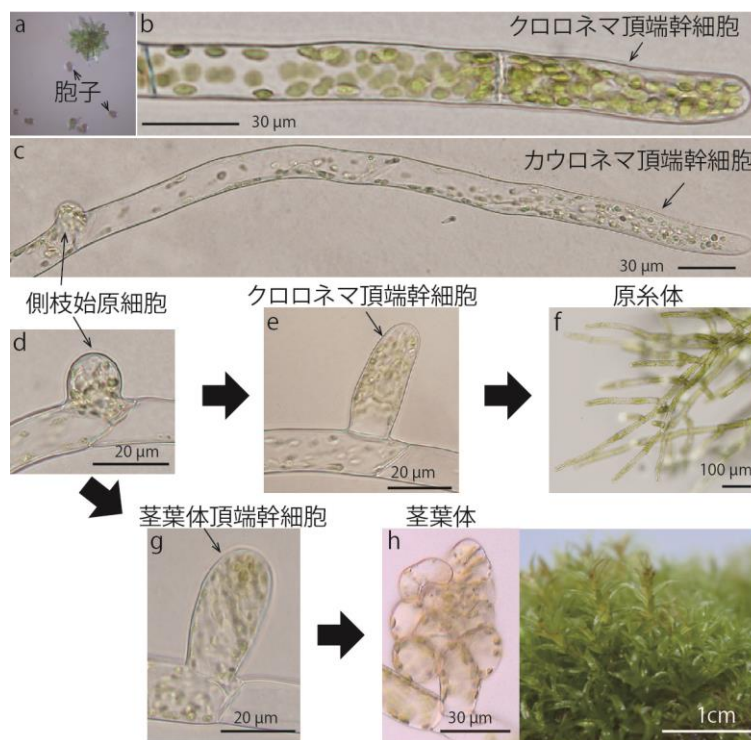 a
胞子
b
クロロネマ頂端幹細胞
30 μm
c
カウロネマ頂端幹細胞
30 μm
側枝始原細胞
クロロネマ頂端幹細胞
原糸体
d
20 μm
e
20 μm
f
100 μm
茎葉体頂端幹細胞
茎葉体
g
20 μm
h
30 μm
1cm